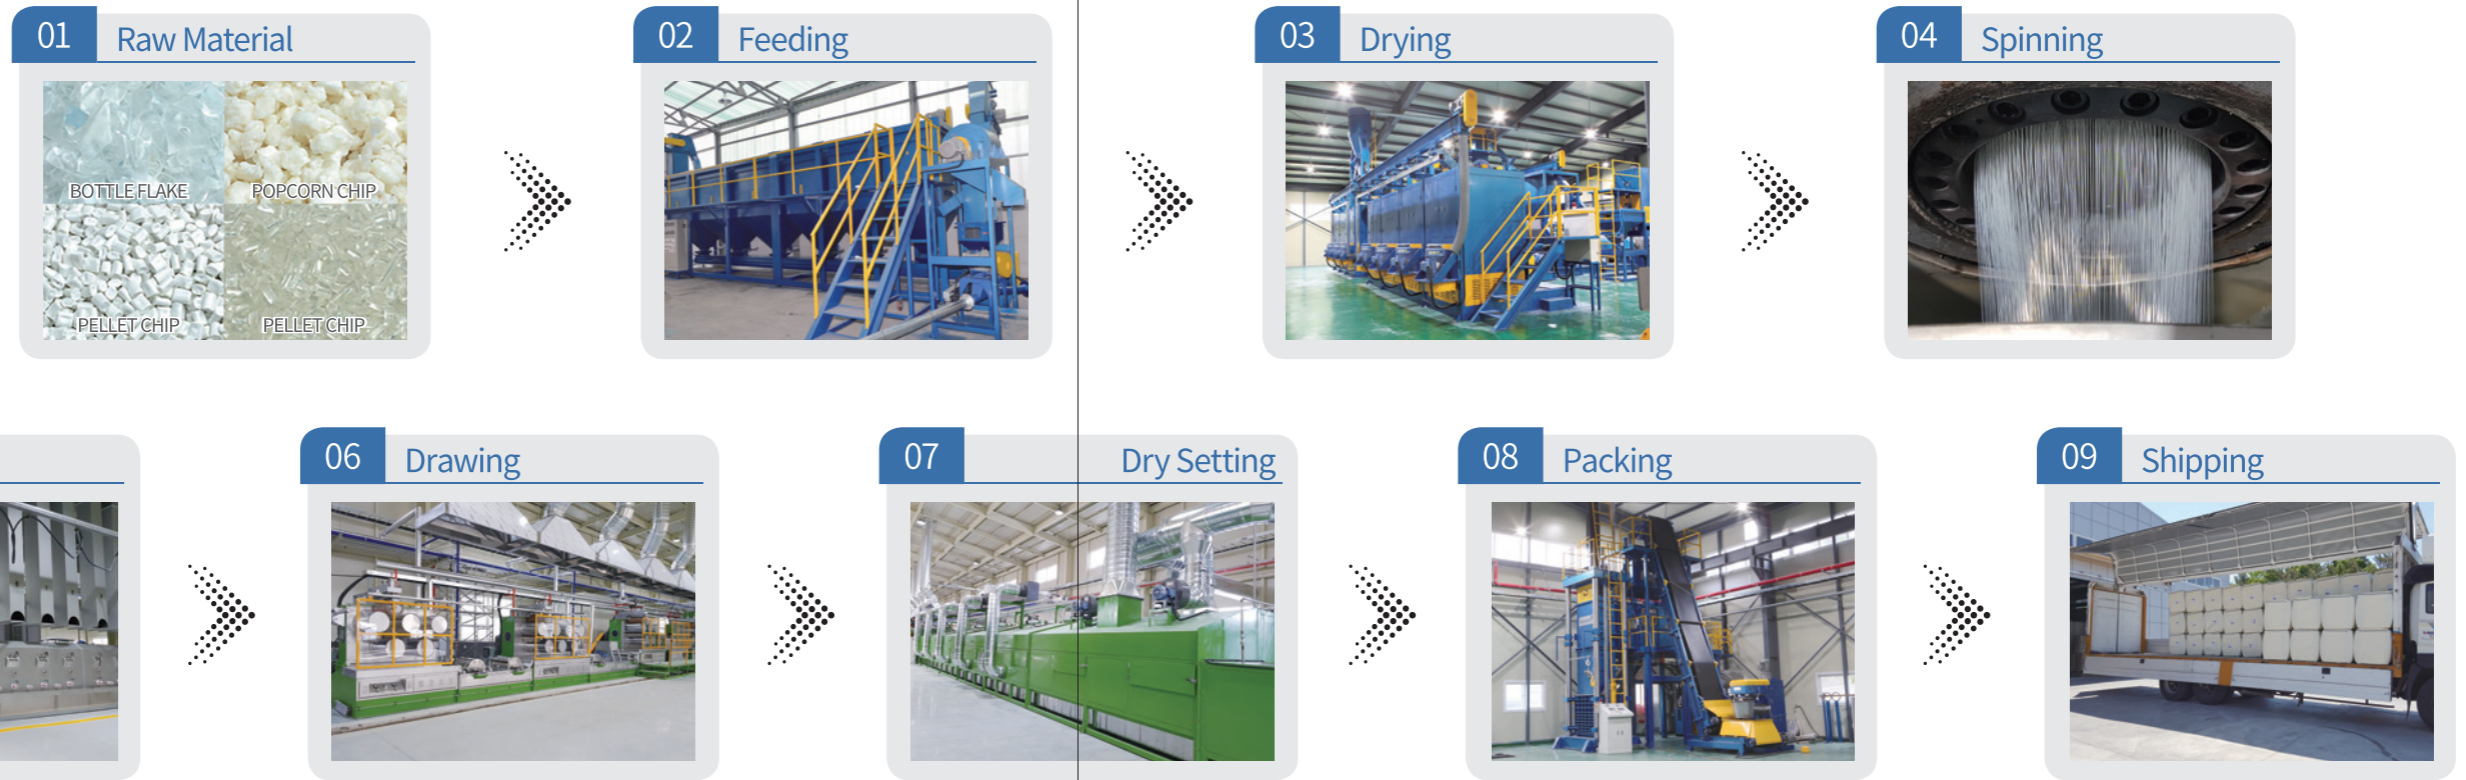 01 Raw Material
BOTTLE FLAKE
POPCORN CHIP
PELLET CHIP
PELLET CHIP
02 Feeding
03 Drying
04 Spinning
06 Drawing
07 Dry Setting
08 Packing
09 Shipping